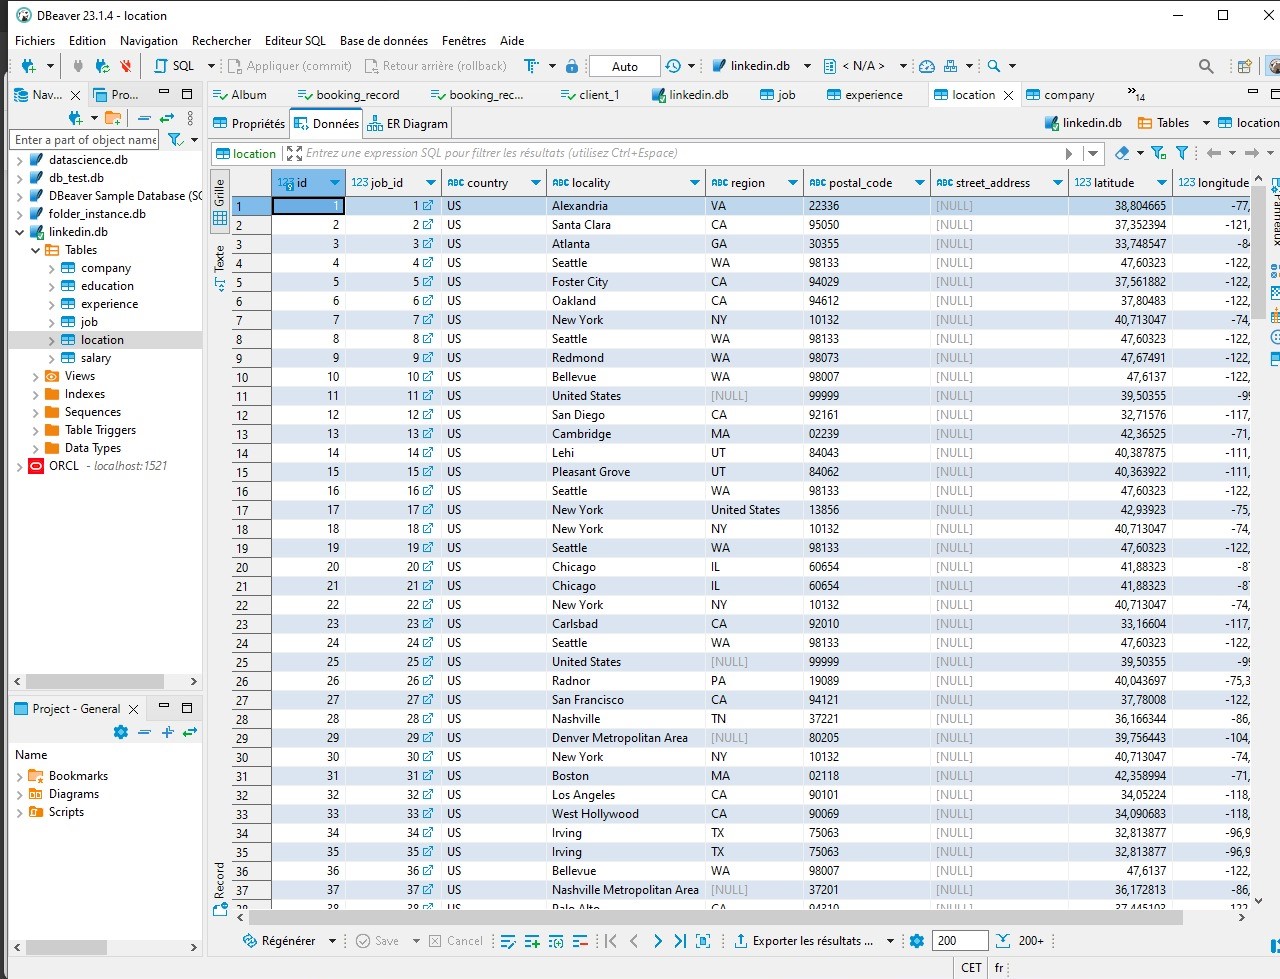 DBeaver 23.1.4 - location
Fichiers Edition Navigation Rechercher Editeur SQL Base de données Fenêtres Aide
SQL Appliquer (commit) Retour arrière (rollback) Auto linkedin.db < N/A >
Nav... Pro...
Album booking_record booking_rec... client_1 linkedin.db job experience location company »14
Propriétés Données ER Diagram linkedin.db Tables location
Enter a part of object name
location Entrez une expression SQL pour filtrer les résultats (utilisez Ctrl+Espace)
datascience.db
db_test.db
DBeaver Sample Database (SQ
folder_instance.db
linkedin.db
Tables
company
education
experience
job
location
salary
Views
Indexes
Sequences
Table Triggers
Data Types
ORCL - localhost:1521
Project - General
Name
Bookmarks
Diagrams
Scripts
Grille
Texte
Record
Panneaux
123 id 123 job_id ABC country ABC locality ABC region ABC postal_code ABC street_address 123 latitude 123 longitude
1 1 1 US Alexandria VA 22336 [NULL] 38,804665 -77,
2 2 2 US Santa Clara CA 95050 [NULL] 37,352394 -121,
3 3 3 US Atlanta GA 30355 [NULL] 33,748547 -84
4 4 4 US Seattle WA 98133 [NULL] 47,60323 -122,
5 5 5 US Foster City CA 94029 [NULL] 37,561882 -122,
6 6 6 US Oakland CA 94612 [NULL] 37,80483 -122,
7 7 7 US New York NY 10132 [NULL] 40,713047 -74,
8 8 8 US Seattle WA 98133 [NULL] 47,60323 -122,
9 9 9 US Redmond WA 98073 [NULL] 47,67491 -122,
10 10 10 US Bellevue WA 98007 [NULL] 47,6137 -122,
11 11 11 US United States [NULL] 99999 [NULL] 39,50355 -9
12 12 12 US San Diego CA 92161 [NULL] 32,71576 -117,
13 13 13 US Cambridge MA 02239 [NULL] 42,36525 -71,
14 14 14 US Lehi UT 84043 [NULL] 40,387875 -111,
15 15 15 US Pleasant Grove UT 84062 [NULL] 40,363922 -111,
16 16 16 US Seattle WA 98133 [NULL] 47,60323 -122,
17 17 17 US New York United States 13856 [NULL] 42,93923 -75,
18 18 18 US New York NY 10132 [NULL] 40,713047 -74,
19 19 19 US Seattle WA 98133 [NULL] 47,60323 -122,
20 20 20 US Chicago IL 60654 [NULL] 41,88323 -8
21 21 21 US Chicago IL 60654 [NULL] 41,88323 -8
22 22 22 US New York NY 10132 [NULL] 40,713047 -74,
23 23 23 US Carlsbad CA 92010 [NULL] 33,16604 -117,
24 24 24 US Seattle WA 98133 [NULL] 47,60323 -122,
25 25 25 US United States [NULL] 99999 [NULL] 39,50355 -9
26 26 26 US Radnor PA 19089 [NULL] 40,043697 -75,3
27 27 27 US San Francisco CA 94121 [NULL] 37,78008 -122,
28 28 28 US Nashville TN 37221 [NULL] 36,166344 -86,
29 29 29 US Denver Metropolitan Area [NULL] 80205 [NULL] 39,756443 -104,
30 30 30 US New York NY 10132 [NULL] 40,713047 -74,
31 31 31 US Boston MA 02118 [NULL] 42,358994 -71,
32 32 32 US Los Angeles CA 90101 [NULL] 34,05224 -118,
33 33 33 US West Hollywood CA 90069 [NULL] 34,090683 -118,
34 34 34 US Irving TX 75063 [NULL] 32,813877 -96,9
35 35 35 US Irving TX 75063 [NULL] 32,813877 -96,9
36 36 36 US Bellevue WA 98007 [NULL] 47,6137 -122,
37 37 37 US Nashville Metropolitan Area [NULL] 37201 [NULL] 36,172813 -86,
38 38 38 US Palo Alto CA 94310 [NULL] 37,445103 -122
Régénérer Save Cancel Exporter les résultats ... 200 200+
CET fr